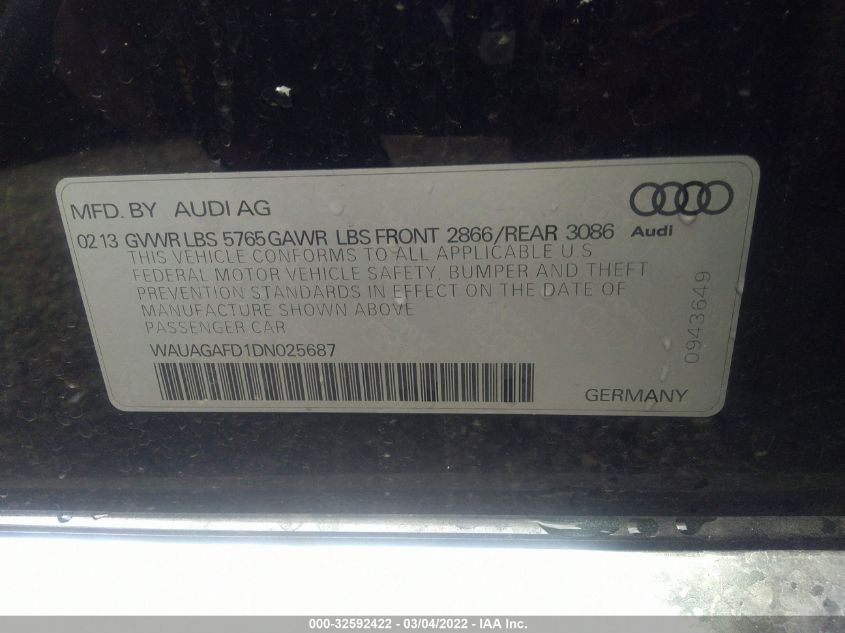 MFD. BY AUDI AG
Audi
02 13 GVWR LBS 5765 GAWR LBS FRONT 2866/REAR 3086
THIS VEHICLE CONFORMS TO ALL APPLICABLE U.S
FEDERAL MOTOR VEHICLE SAFETY, BUMPER AND THEFT
PREVENTION STANDARDS IN EFFECT ON THE DATE OF
MANUFACTURE SHOWN ABOVE
PASSENGER CAR
0943649
WAUAGAFD1DN025687
GERMANY
000-32592422 - 03/04/2022 - IAA Inc.